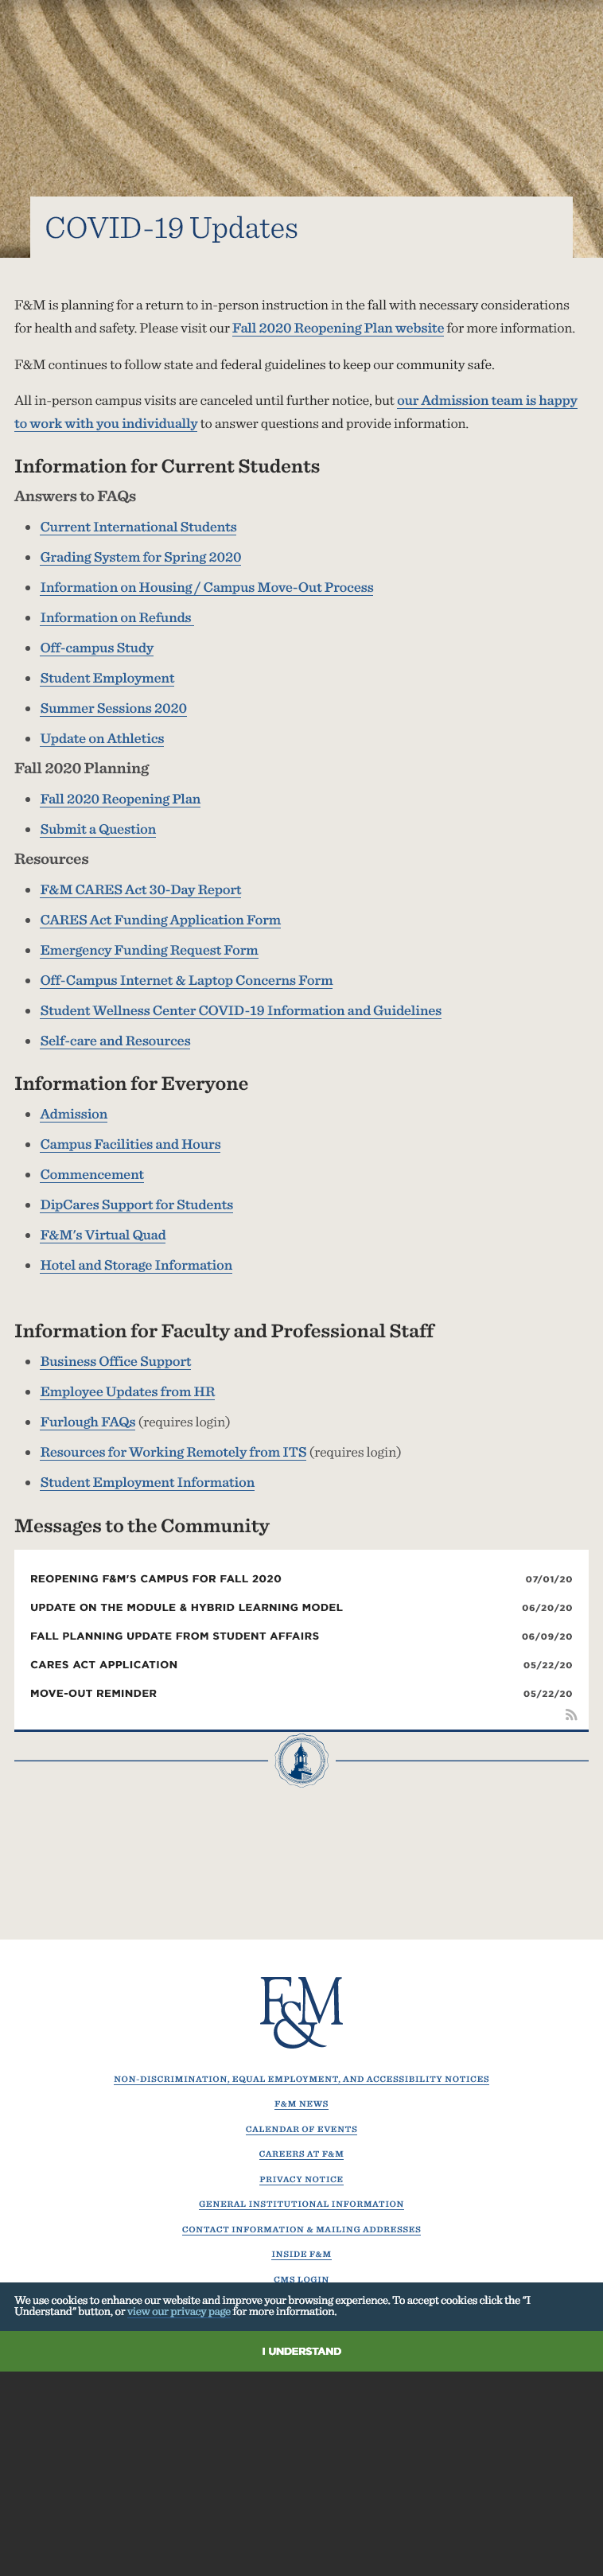 COVID-19 Updates
F&M is planning for a return to in-person instruction in the fall with necessary considerations
for health and safety. Please visit our Fall 2020 Reopening Plan website for more information.
F&M continues to follow state and federal guidelines to keep our community safe.
All in-person campus visits are canceled until further notice, but our Admission team is happy
to work with you individually to answer questions and provide information.
Information for Current Students
Answers to FAQs
Current International Students
Grading System for Spring 2020
Information on Housing / Campus Move-Out Process
Information on Refunds
Off-campus Study
Student Employment
Summer Sessions 2020
Update on Athletics
Fall 2020 Planning
Fall 2020 Reopening Plan
Submit a Question
Resources
F&M CARES Act 30-Day Report
CARES Act Funding Application Form
Emergency Funding Request Form
Off-Campus Internet & Laptop Concerns Form
Student Wellness Center COVID-19 Information and Guidelines
Self-care and Resources
Information for Everyone
Admission
Campus Facilities and Hours
Commencement
DipCares Support for Students
F&M's Virtual Quad
Hotel and Storage Information
Information for Faculty and Professional Staff
Business Office Support
Employee Updates from HR
Furlough FAQs (requires login)
Resources for Working Remotely from ITS (requires login)
Student Employment Information
Messages to the Community
REOPENING F&M'S CAMPUS FOR FALL 2020 07/01/20
UPDATE ON THE MODULE & HYBRID LEARNING MODEL 06/20/20
FALL PLANNING UPDATE FROM STUDENT AFFAIRS 06/09/20
CARES ACT APPLICATION 05/22/20
MOVE-OUT REMINDER 05/22/20
F&M
NON-DISCRIMINATION, EQUAL EMPLOYMENT, AND ACCESSIBILITY NOTICES
F&M NEWS
CALENDAR OF EVENTS
CAREERS AT F&M
PRIVACY NOTICE
GENERAL INSTITUTIONAL INFORMATION
CONTACT INFORMATION & MAILING ADDRESSES
INSIDE F&M
CMS LOGIN
We use cookies to enhance our website and improve your browsing experience. To accept cookies click the "I
Understand" button, or view our privacy page for more information.
I UNDERSTAND